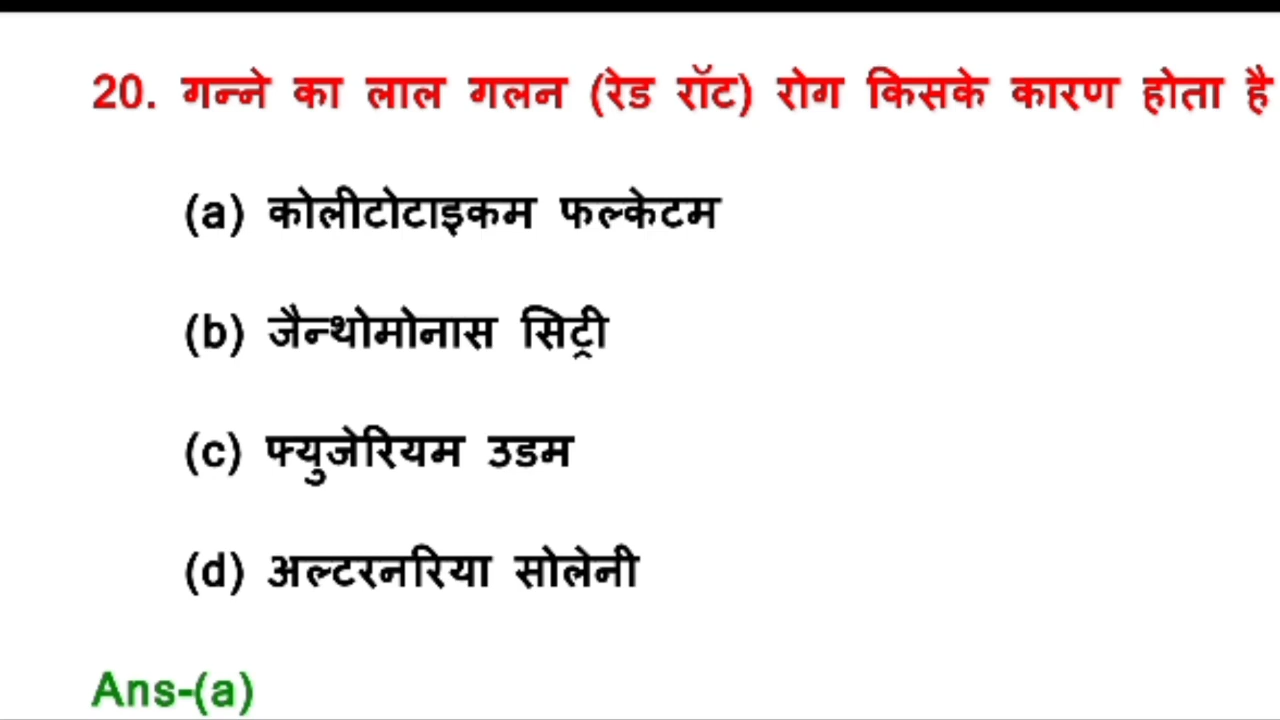 20. गन्ने का लाल गलन (रेड रॉट) रोग किसके कारण होता है
(a) कोलीटोटाइकम फल्केटम
(b) जैन्थोमोनास सिट्री
(c) फ्युजेरियम उडम
(d) अल्टरनरिया सोलेनी
Ans-(a)